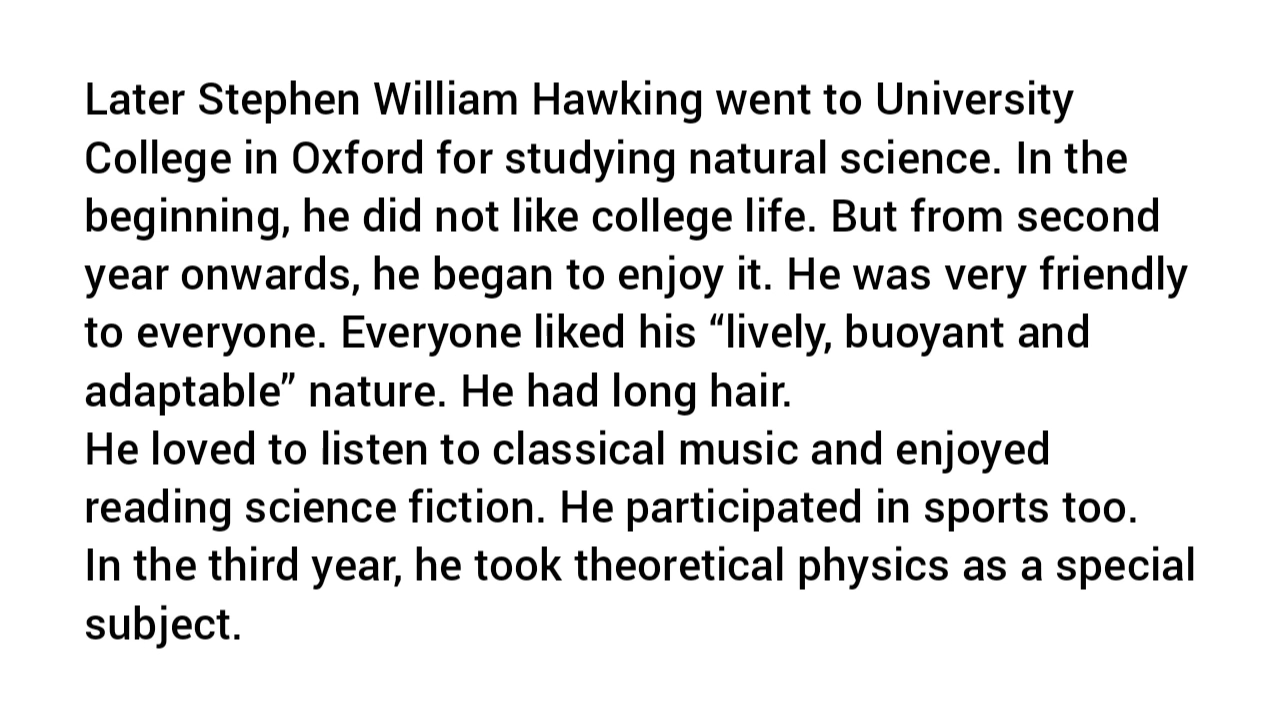 Later Stephen William Hawking went to University
College in Oxford for studying natural science. In the
beginning, he did not like college life. But from second
year onwards, he began to enjoy it. He was very friendly
to everyone. Everyone liked his “lively, buoyant and
adaptable” nature. He had long hair.
He loved to listen to classical music and enjoyed
reading science fiction. He participated in sports too.
In the third year, he took theoretical physics as a special
subject.